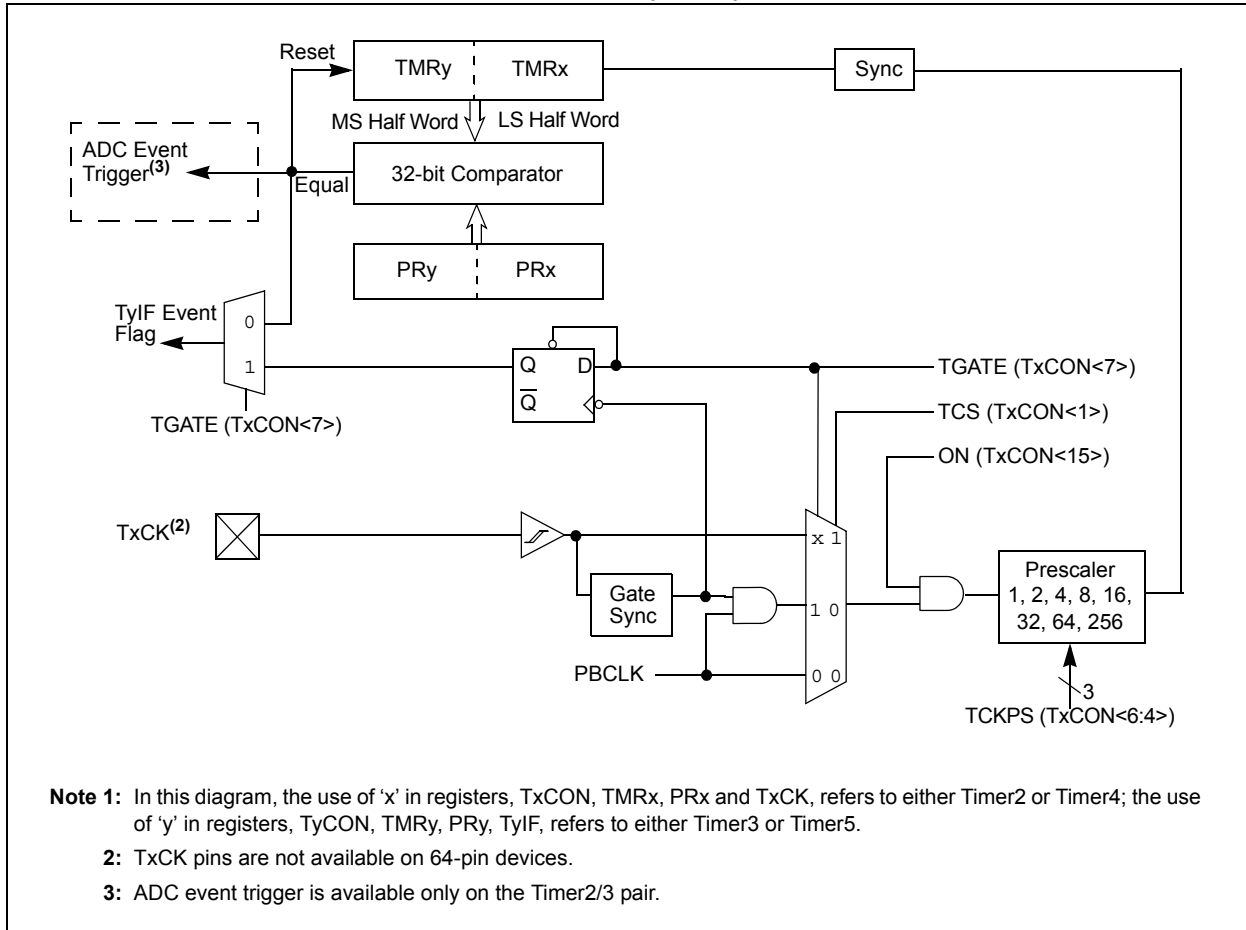 Reset
TMRy TMRx
Sync
MS Half Word LS Half Word
ADC Event
Trigger(3)
Equal
32-bit Comparator
PRy PRx
TyIF Event
Flag
0
1
TGATE (TxCON<7>)
Q D
Q
TGATE (TxCON<7>)
TCS (TxCON<1>)
ON (TxCON<15>)
TxCK(2)
x 1
Gate
Sync
1 0
PBCLK
0 0
Prescaler
1, 2, 4, 8, 16,
32, 64, 256
3
TCKPS (TxCON<6:4>)
Note 1: In this diagram, the use of ‘x’ in registers, TxCON, TMRx, PRx and TxCK, refers to either Timer2 or Timer4; the use
of ‘y’ in registers, TyCON, TMRy, PRy, TyIF, refers to either Timer3 or Timer5.
2: TxCK pins are not available on 64-pin devices.
3: ADC event trigger is available only on the Timer2/3 pair.